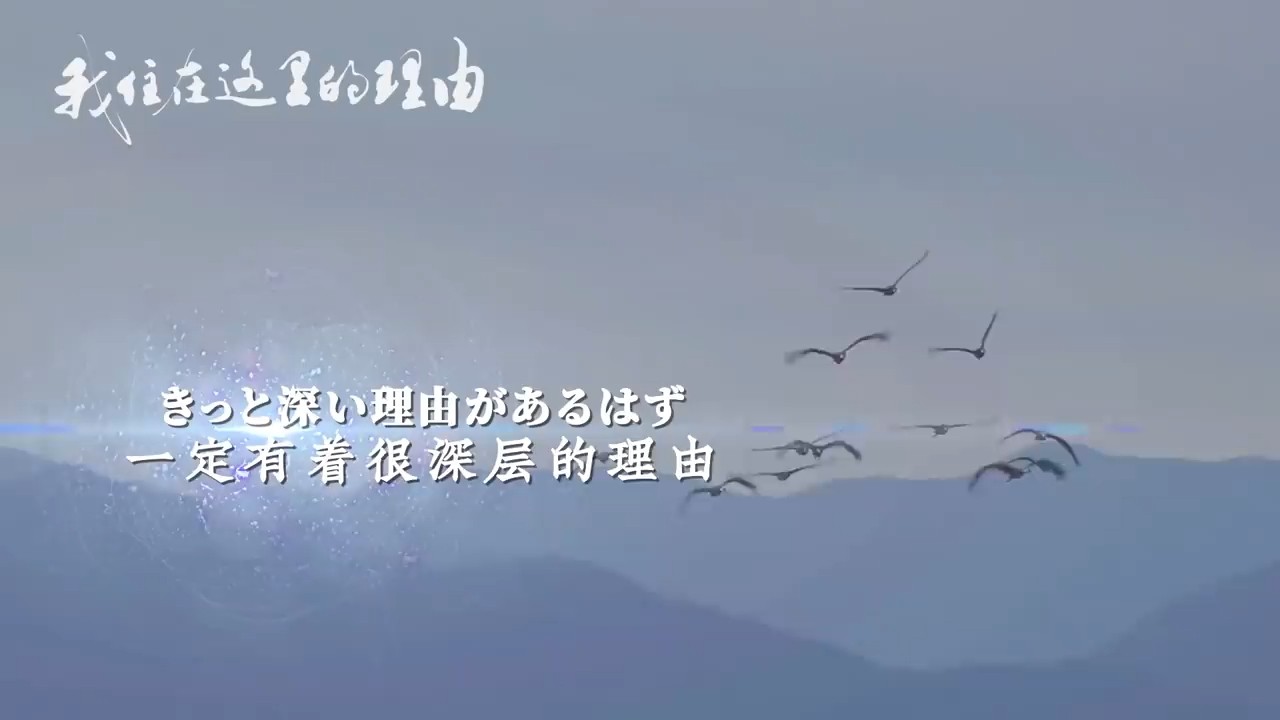 我住在这里的理由
きっと深い理由があるはず
一定有着很深层的理由